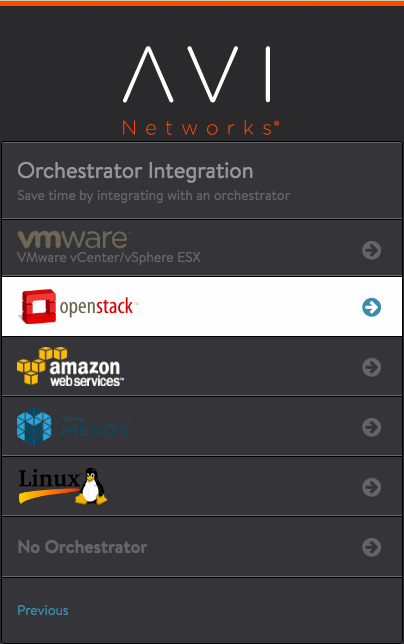 AVI
Networks®
Orchestrator Integration
Save time by integrating with an orchestrator
vmware®
VMware vCenter/vSphere ESX
openstack™
amazon
web services™
MESOS
Linux
No Orchestrator
Previous